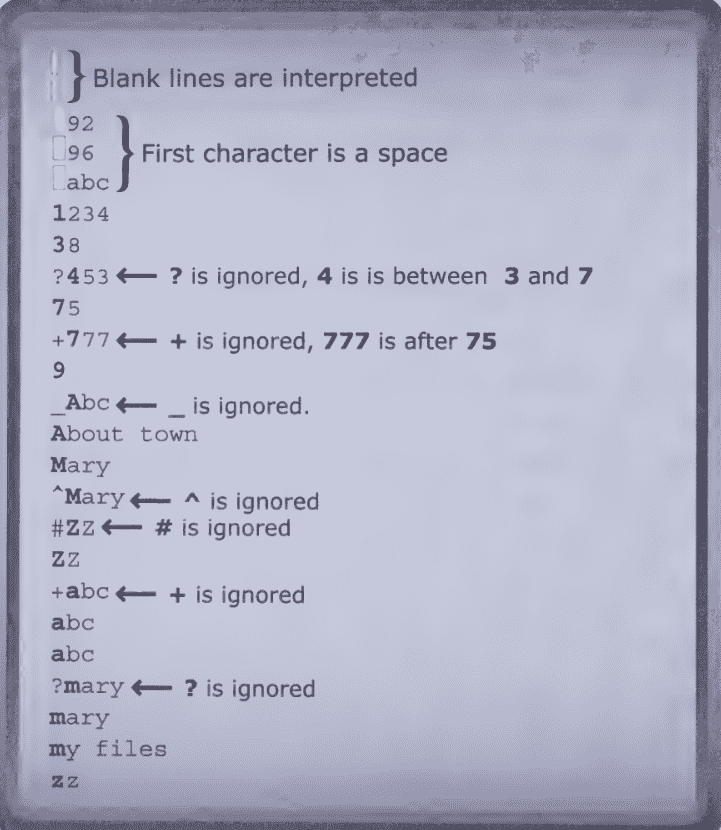 } Blank lines are interpreted
92
96 } First character is a space
abc
1234
38
?453 ← ? is ignored, 4 is is between 3 and 7
75
+777 ← + is ignored, 777 is after 75
9
_Abc ← _ is ignored.
About town
Mary
^Mary ← ^ is ignored
#ZZ ← # is ignored
ZZ
+abc ← + is ignored
abc
abc
?mary ← ? is ignored
mary
my files
zz